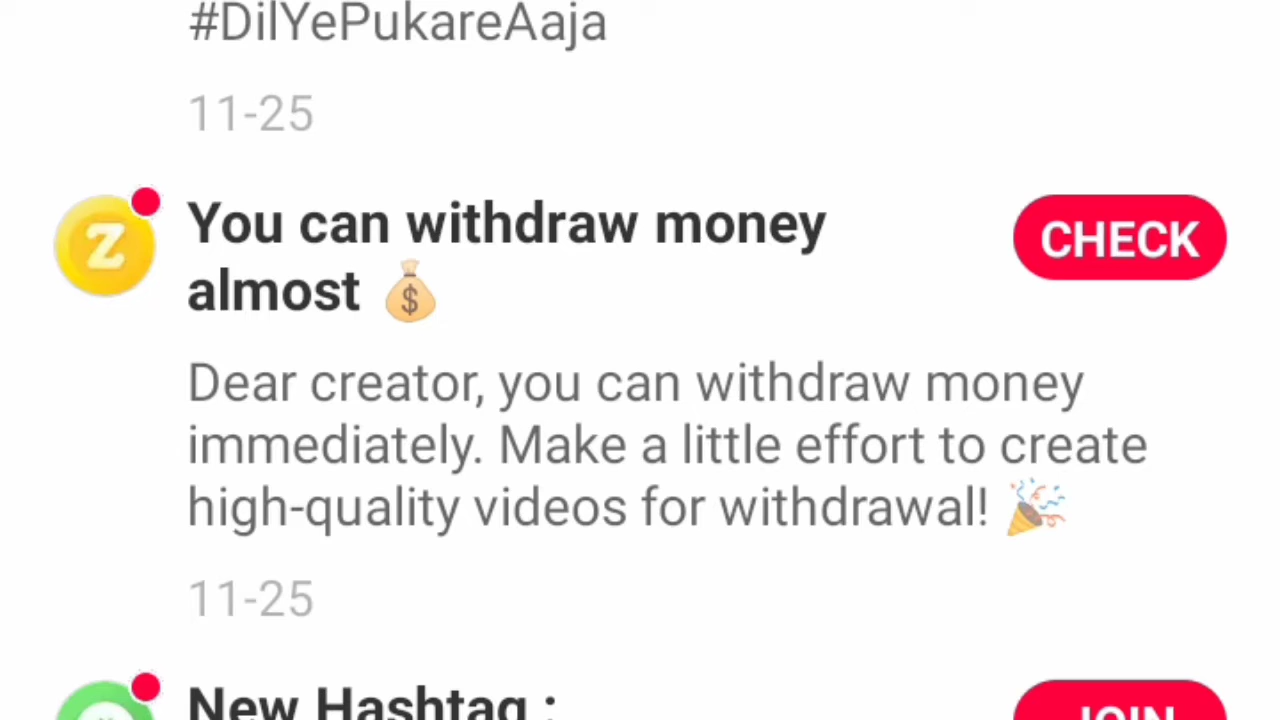 #DilYePukareAaja
11-25
Z
You can withdraw money
CHECK
almost 💰
Dear creator, you can withdraw money
immediately. Make a little effort to create
high-quality videos for withdrawal! 🎉
11-25
New Hashtag :
JOIN